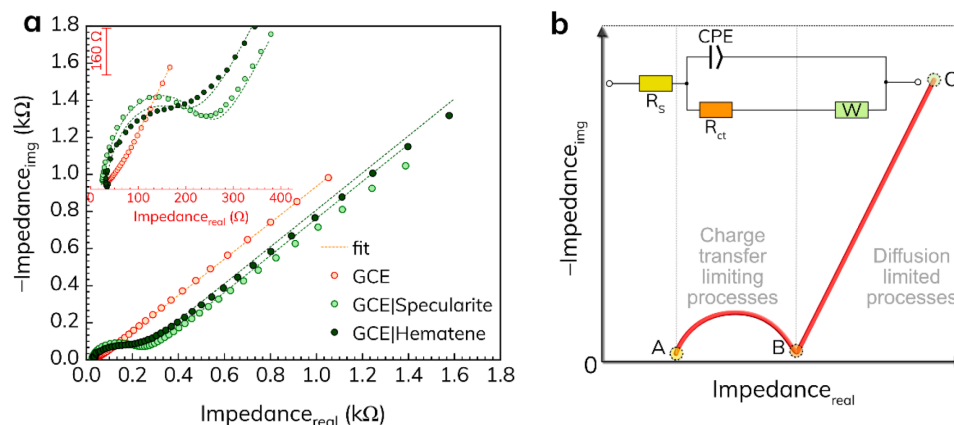 a
–Impedance_img (kΩ)
1.8
1.6
1.4
1.2
1.0
0.8
0.6
0.4
0.2
0.0
0.0 0.2 0.4 0.6 0.8 1.0 1.2 1.4 1.6 1.8
Impedance_real (kΩ)
160 Ω
0 100 200 300 400
Impedance_real (Ω)
fit
GCE
GCE|Specularite
GCE|Hematene
b
–Impedance_img
0
Impedance_real
CPE
R_s
R_ct
W
Charge
transfer
limiting
processes
Diffusion
limited
processes
A
B
C